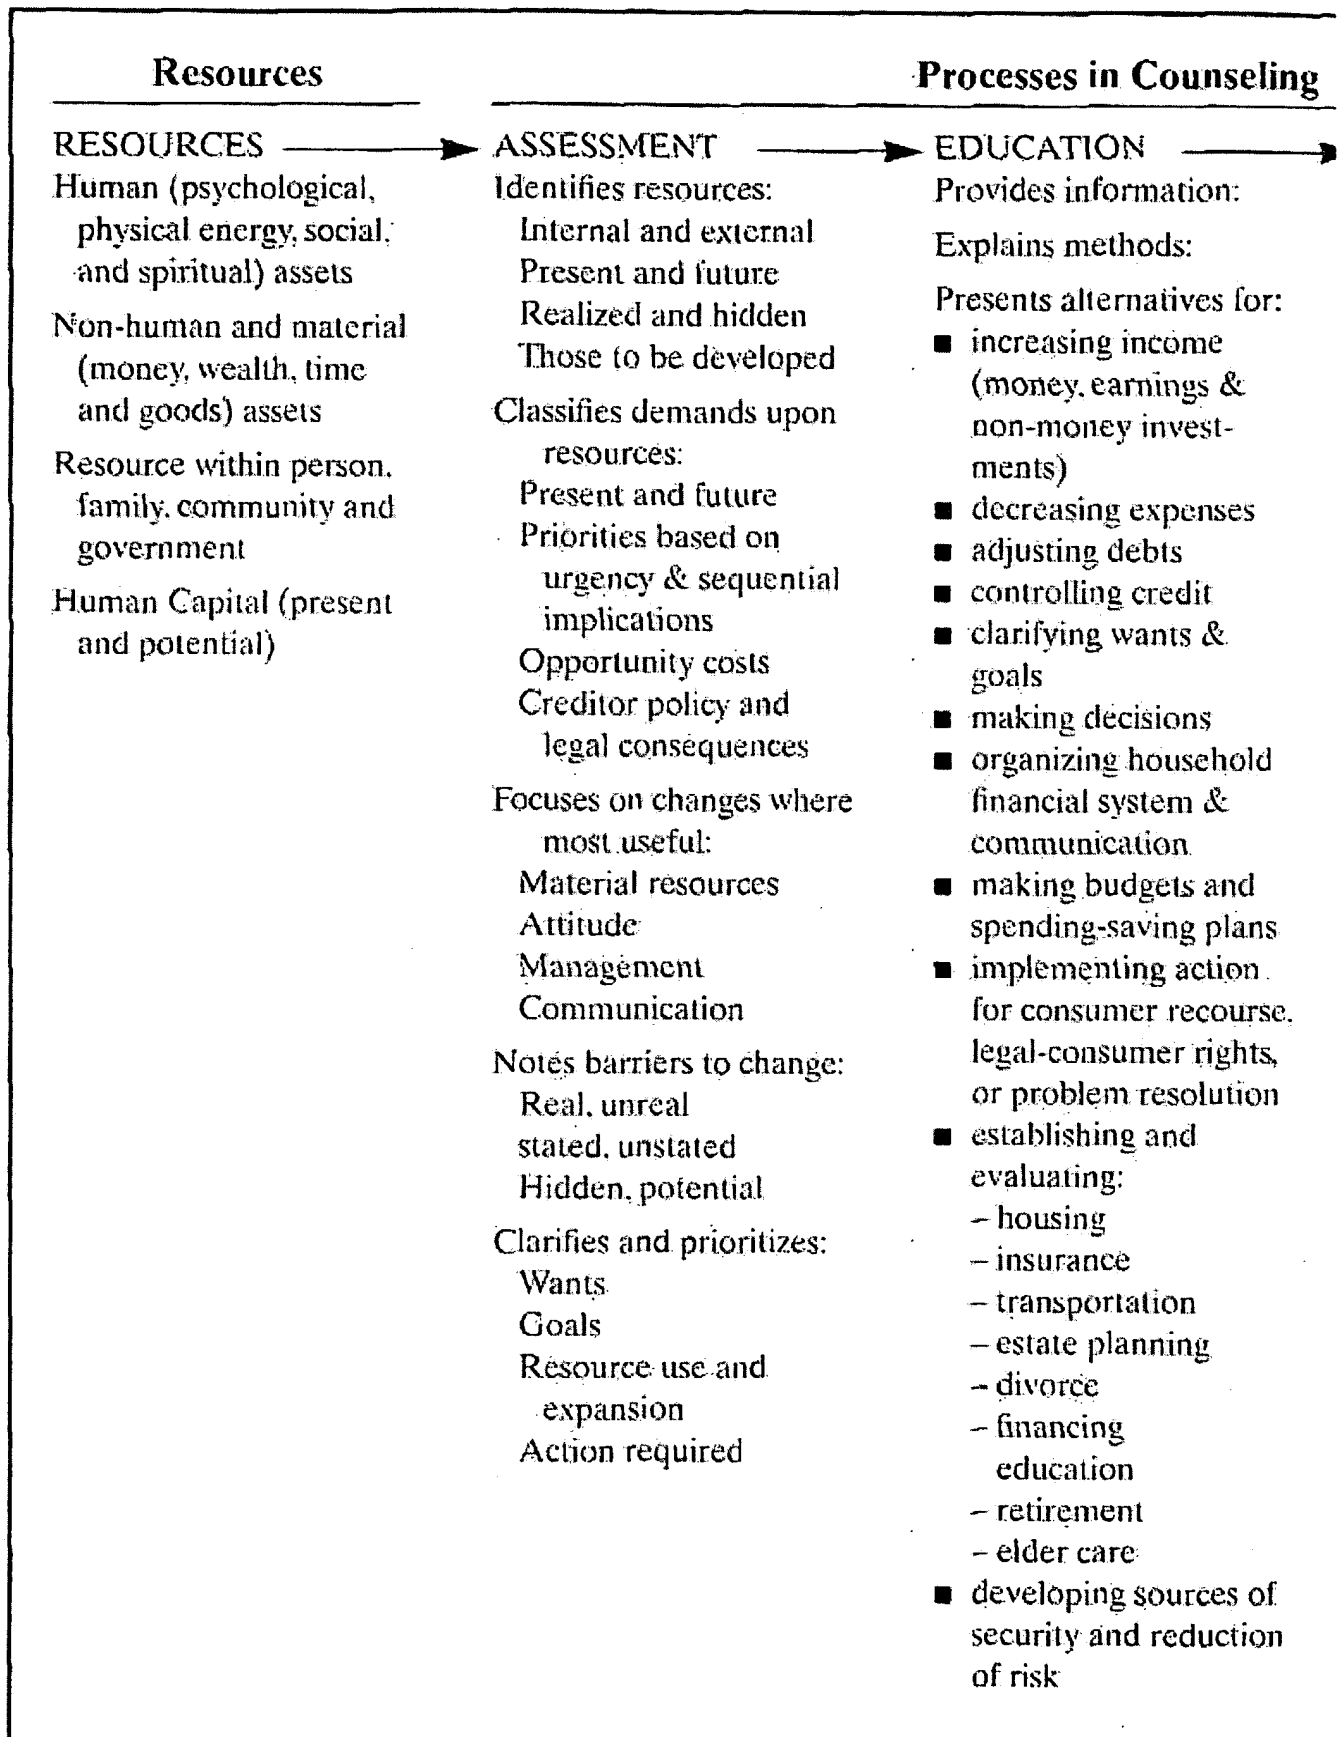 Resources
Processes in Counseling
RESOURCES
Human (psychological,
physical energy, social,
and spiritual) assets
Non-human and material
(money, wealth, time
and goods) assets
Resource within person,
family, community and
government
Human Capital (present
and potential)
ASSESSMENT
Identifies resources:
Internal and external
Present and future
Realized and hidden
Those to be developed
Classifies demands upon
resources:
Present and future
Priorities based on
urgency & sequential
implications
Opportunity costs
Creditor policy and
legal consequences
Focuses on changes where
most useful:
Material resources
Attitude
Management
Communication
Notes barriers to change:
Real, unreal
stated, unstated
Hidden, potential
Clarifies and prioritizes:
Wants
Goals
Resource use and
expansion
Action required
EDUCATION
Provides information:
Explains methods:
Presents alternatives for:
■ increasing income
(money, earnings &
non-money invest-
ments)
■ decreasing expenses
■ adjusting debts
■ controlling credit
■ clarifying wants &
goals
■ making decisions
■ organizing household
financial system &
communication
■ making budgets and
spending-saving plans
■ implementing action
for consumer recourse,
legal-consumer rights,
or problem resolution
■ establishing and
evaluating:
– housing
– insurance
– transportation
– estate planning
– divorce
– financing
education
– retirement
– elder care
■ developing sources of
security and reduction
of risk